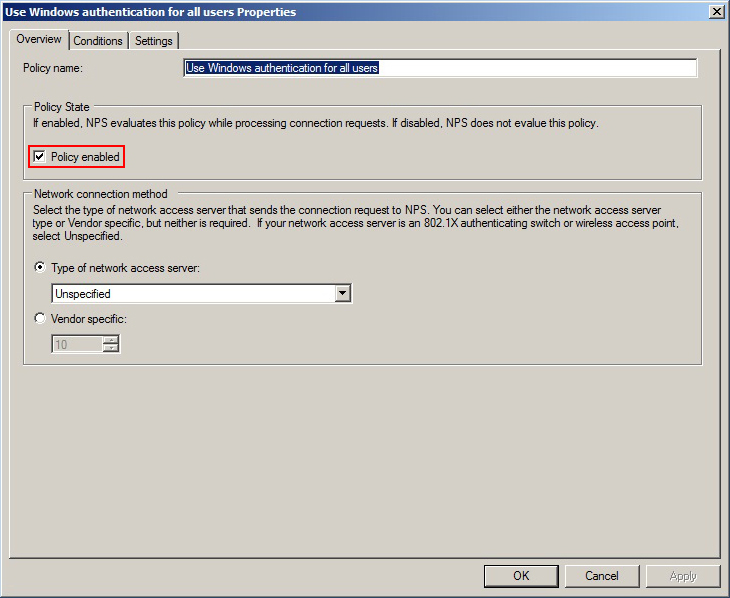 Use Windows authentication for all users Properties
Overview Conditions Settings
Policy name: Use Windows authentication for all users
Policy State
If enabled, NPS evaluates this policy while processing connection requests. If disabled, NPS does not evalue this policy.
Policy enabled
Network connection method
Select the type of network access server that sends the connection request to NPS. You can select either the network access server
type or Vendor specific, but neither is required. If your network access server is an 802.1X authenticating switch or wireless access point,
select Unspecified.
Type of network access server:
Unspecified
Vendor specific:
10
OK Cancel Apply